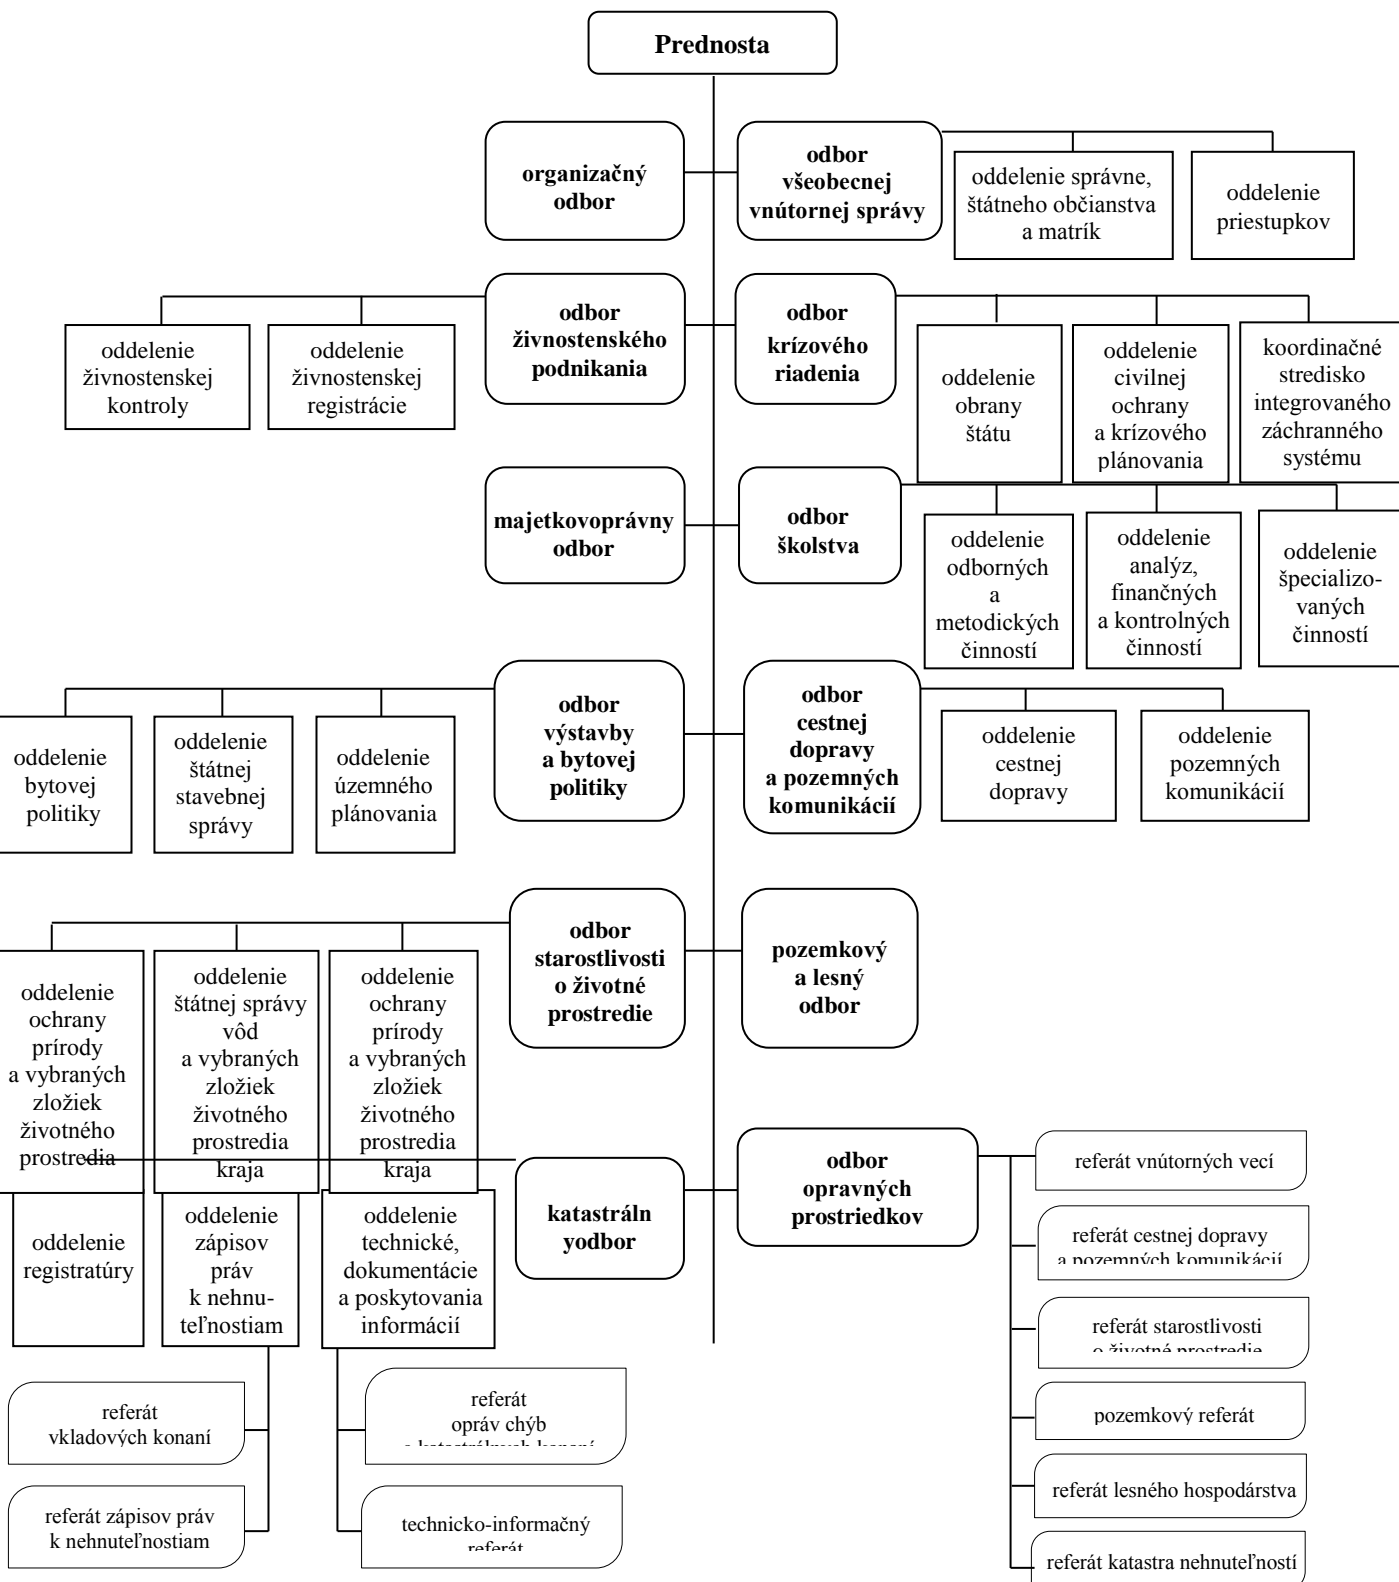 Prednosta
organizačný
odbor
odbor
všeobecnej
vnútornej správy
oddelenie správne,
štátneho občianstva
a matrík
oddelenie
priestupkov
oddelenie
živnostenskej
kontroly
oddelenie
živnostenskej
registrácie
odbor
živnostenského
podnikania
odbor
krízového
riadenia
oddelenie
obrany
štátu
oddelenie
civilnej
ochrany
a krízového
plánovania
koordinačné
stredisko
integrovaného
záchranného
systému
majetkovoprávny
odbor
odbor
školstva
oddelenie
odborných
a
metodických
činností
oddelenie
analýz,
finančných
a kontrolných
činností
oddelenie
špecializo-
vaných
činností
oddelenie
bytovej
politiky
oddelenie
štátnej
stavebnej
správy
oddelenie
územného
plánovania
odbor
výstavby
a bytovej
politiky
odbor
cestnej
dopravy
a pozemných
komunikácií
oddelenie
cestnej
dopravy
oddelenie
pozemných
komunikácií
oddelenie
ochrany
prírody
a vybraných
zložiek
životného
prostredia
oddelenie
štátnej správy
vôd
a vybraných
zložiek
životného
prostredia
kraja
oddelenie
ochrany
prírody
a vybraných
zložiek
životného
prostredia
kraja
odbor
starostlivosti
o životné
prostredie
pozemkový
a lesný
odbor
oddelenie
registratúry
oddelenie
zápisov
práv
k nehnu-
teľnostiam
oddelenie
technické,
dokumentácie
a poskytovania
informácií
katastráln
yodbor
odbor
opravných
prostriedkov
referát vnútorných vecí
referát cestnej dopravy
a pozemných komunikácií
referát starostlivosti
o životné prostredie
pozemkový referát
referát lesného hospodárstva
referát katastra nehnuteľností
referát
vkladových konaní
referát zápisov práv
k nehnuteľnostiam
referát
opráv chýb
a katastrálnych konaní
technicko-informačný
referát